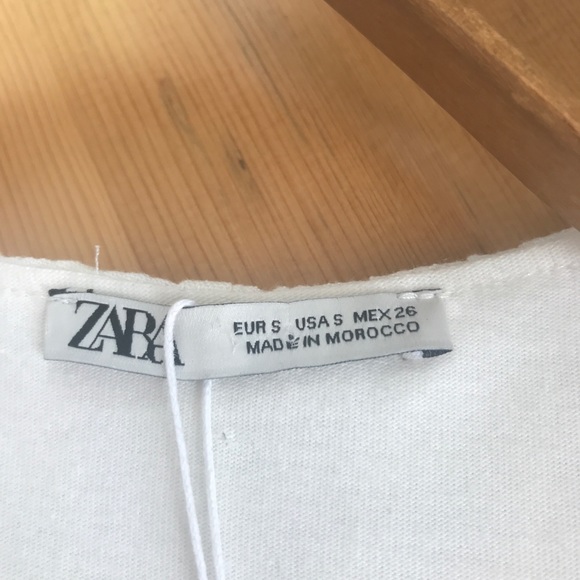 ZARA
EUR S USA S MEX 26
MADE IN MOROCCO